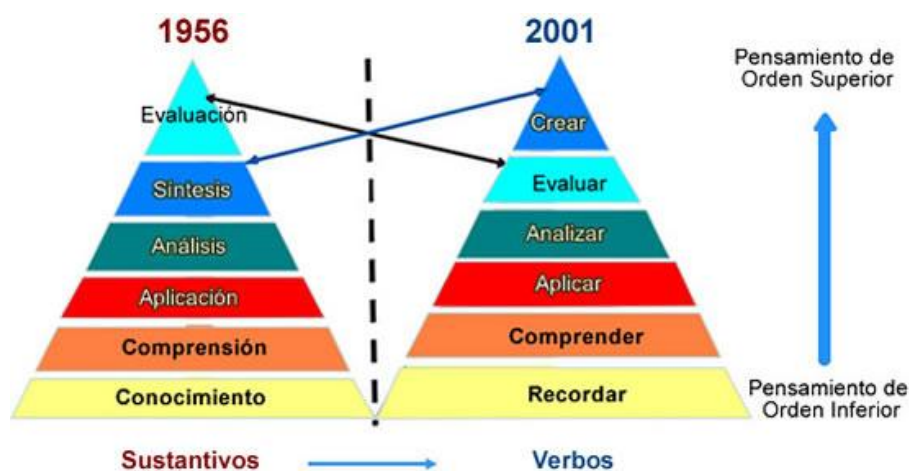 1956
2001
Evaluación
Síntesis
Análisis
Aplicación
Comprensión
Conocimiento
Crear
Evaluar
Analizar
Aplicar
Comprender
Recordar
Pensamiento de
Orden Superior
Pensamiento de
Orden Inferior
Sustantivos
Verbos